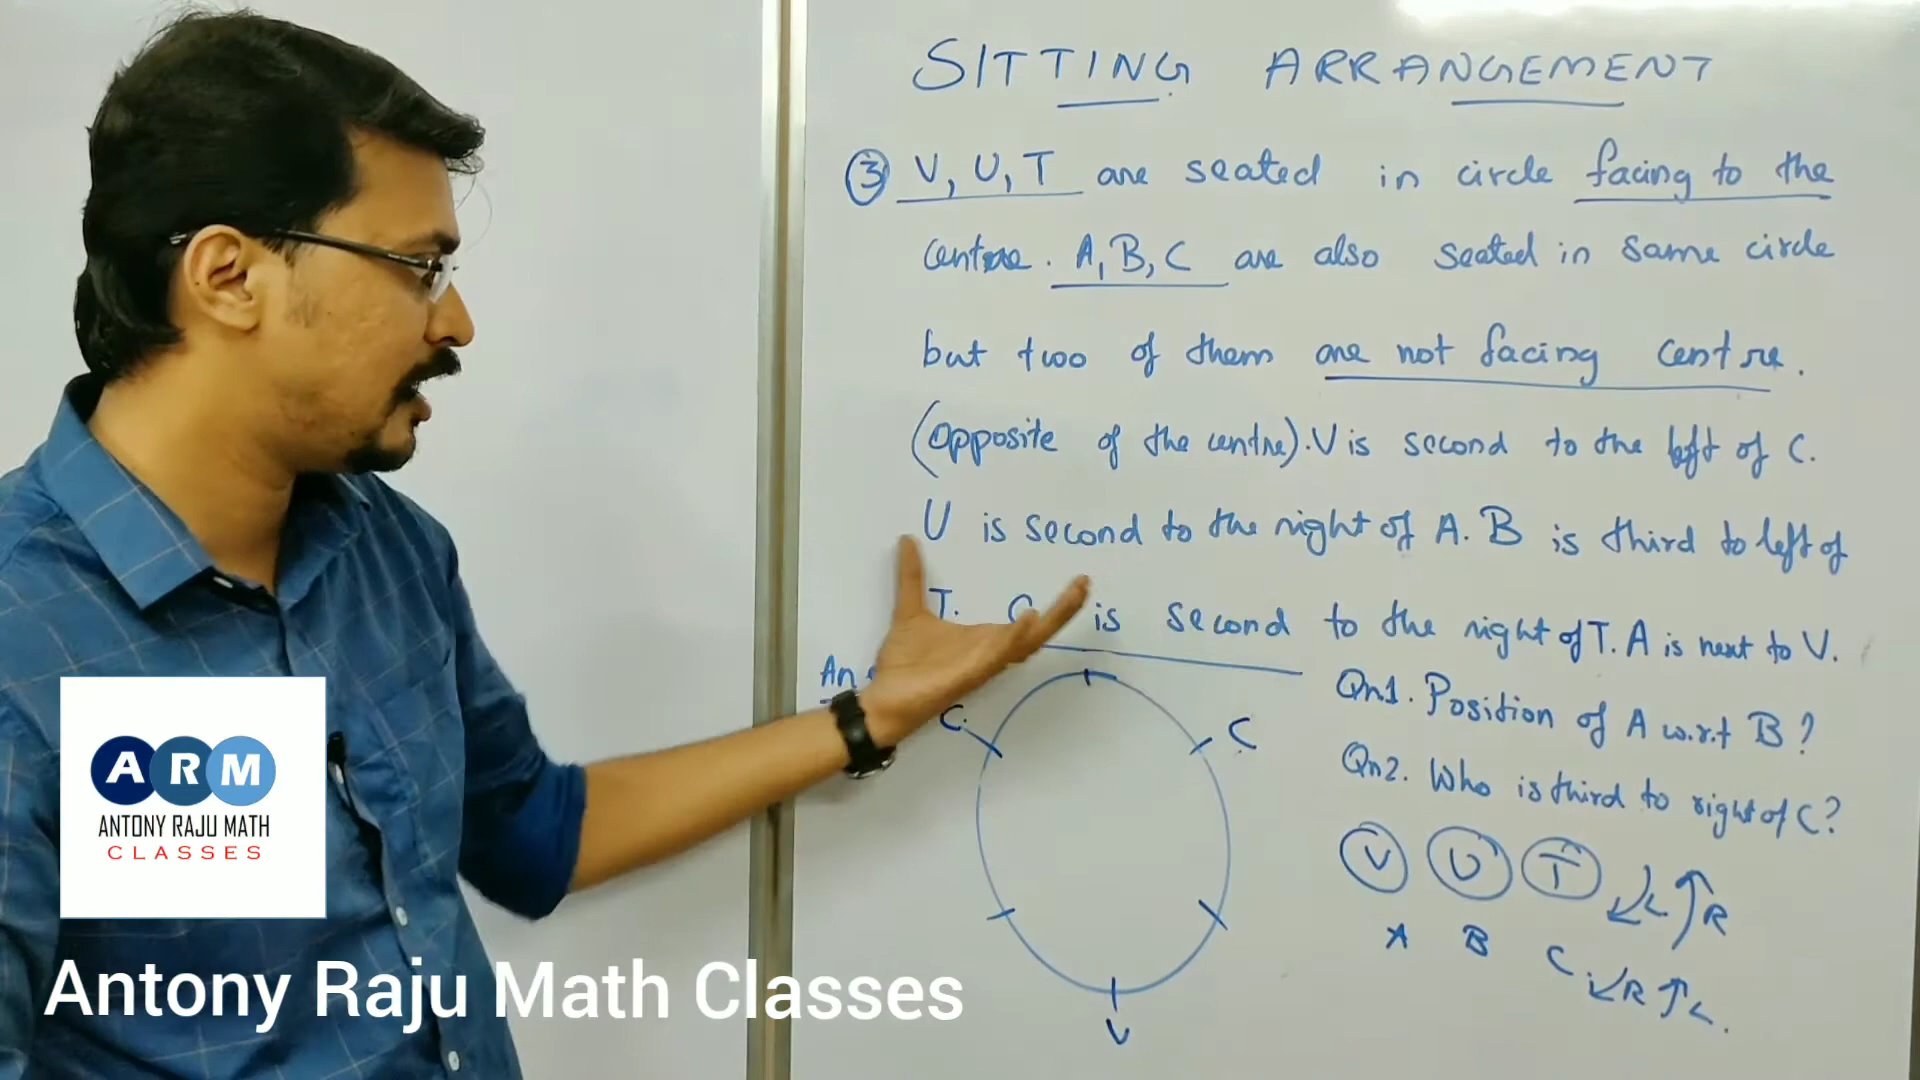 SITTING ARRANGEMENT
③ V, U, T are seated in circle facing to the
centre. A, B, C are also seated in same circle
but two of them are not facing centre.
(opposite of the centre). V is second to the left of C.
U is second to the right of A. B is third to left of
T. C is second to the right of T. A is next to V.
An
Qn1. Position of A w.r.t B?
Qn2. Who is third to right of C?
C
C
V
V U T L R
A B C R L
ARM
ANTONY RAJU MATH
CLASSES
Antony Raju Math Classes